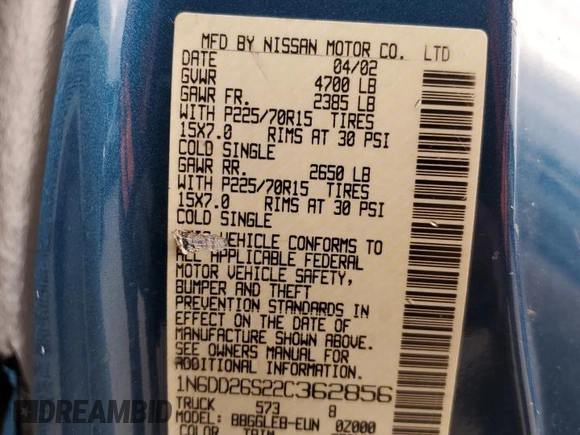 MFD BY NISSAN MOTOR CO. LTD
DATE 04/02
GVWR 4700 LB
GAWR FR. 2385 LB
WITH P225/70R15 TIRES
15X7.0 RIMS AT 30 PSI
COLD SINGLE
GAWR RR. 2650 LB
WITH P225/70R15 TIRES
15X7.0 RIMS AT 30 PSI
COLD SINGLE
VEHICLE CONFORMS TO
APPLICABLE FEDERAL
MOTOR VEHICLE SAFETY,
BUMPER AND THEFT
PREVENTION STANDARDS IN
EFFECT ON THE DATE OF
MANUFACTURE SHOWN ABOVE.
SEE OWNERS MANUAL FOR
ADDITIONAL INFORMATION
1N6DD26S22C362856
TRUCK 573 8
MODEL: BBGGLEB-EUN 0Z000
COLOR TRIM
DREAMBID
dreambid.com